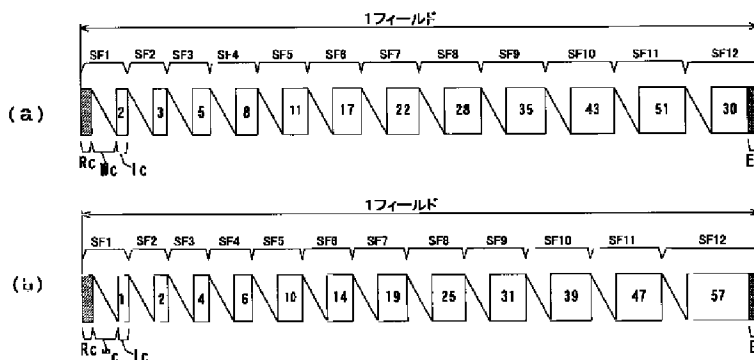 1フィールド
SF1 SF2 SF3 SF4 SF5 SF6 SF7 SF8 SF9 SF10 SF11 SF12
(a)
2 3 5 8 11 17 22 28 35 43 51 30
Rc Wc Ic E
1フィールド
SF1 SF2 SF3 SF4 SF5 SF6 SF7 SF8 SF9 SF10 SF11 SF12
(b)
1 2 4 6 10 14 19 25 31 39 47 57
Rc Ic